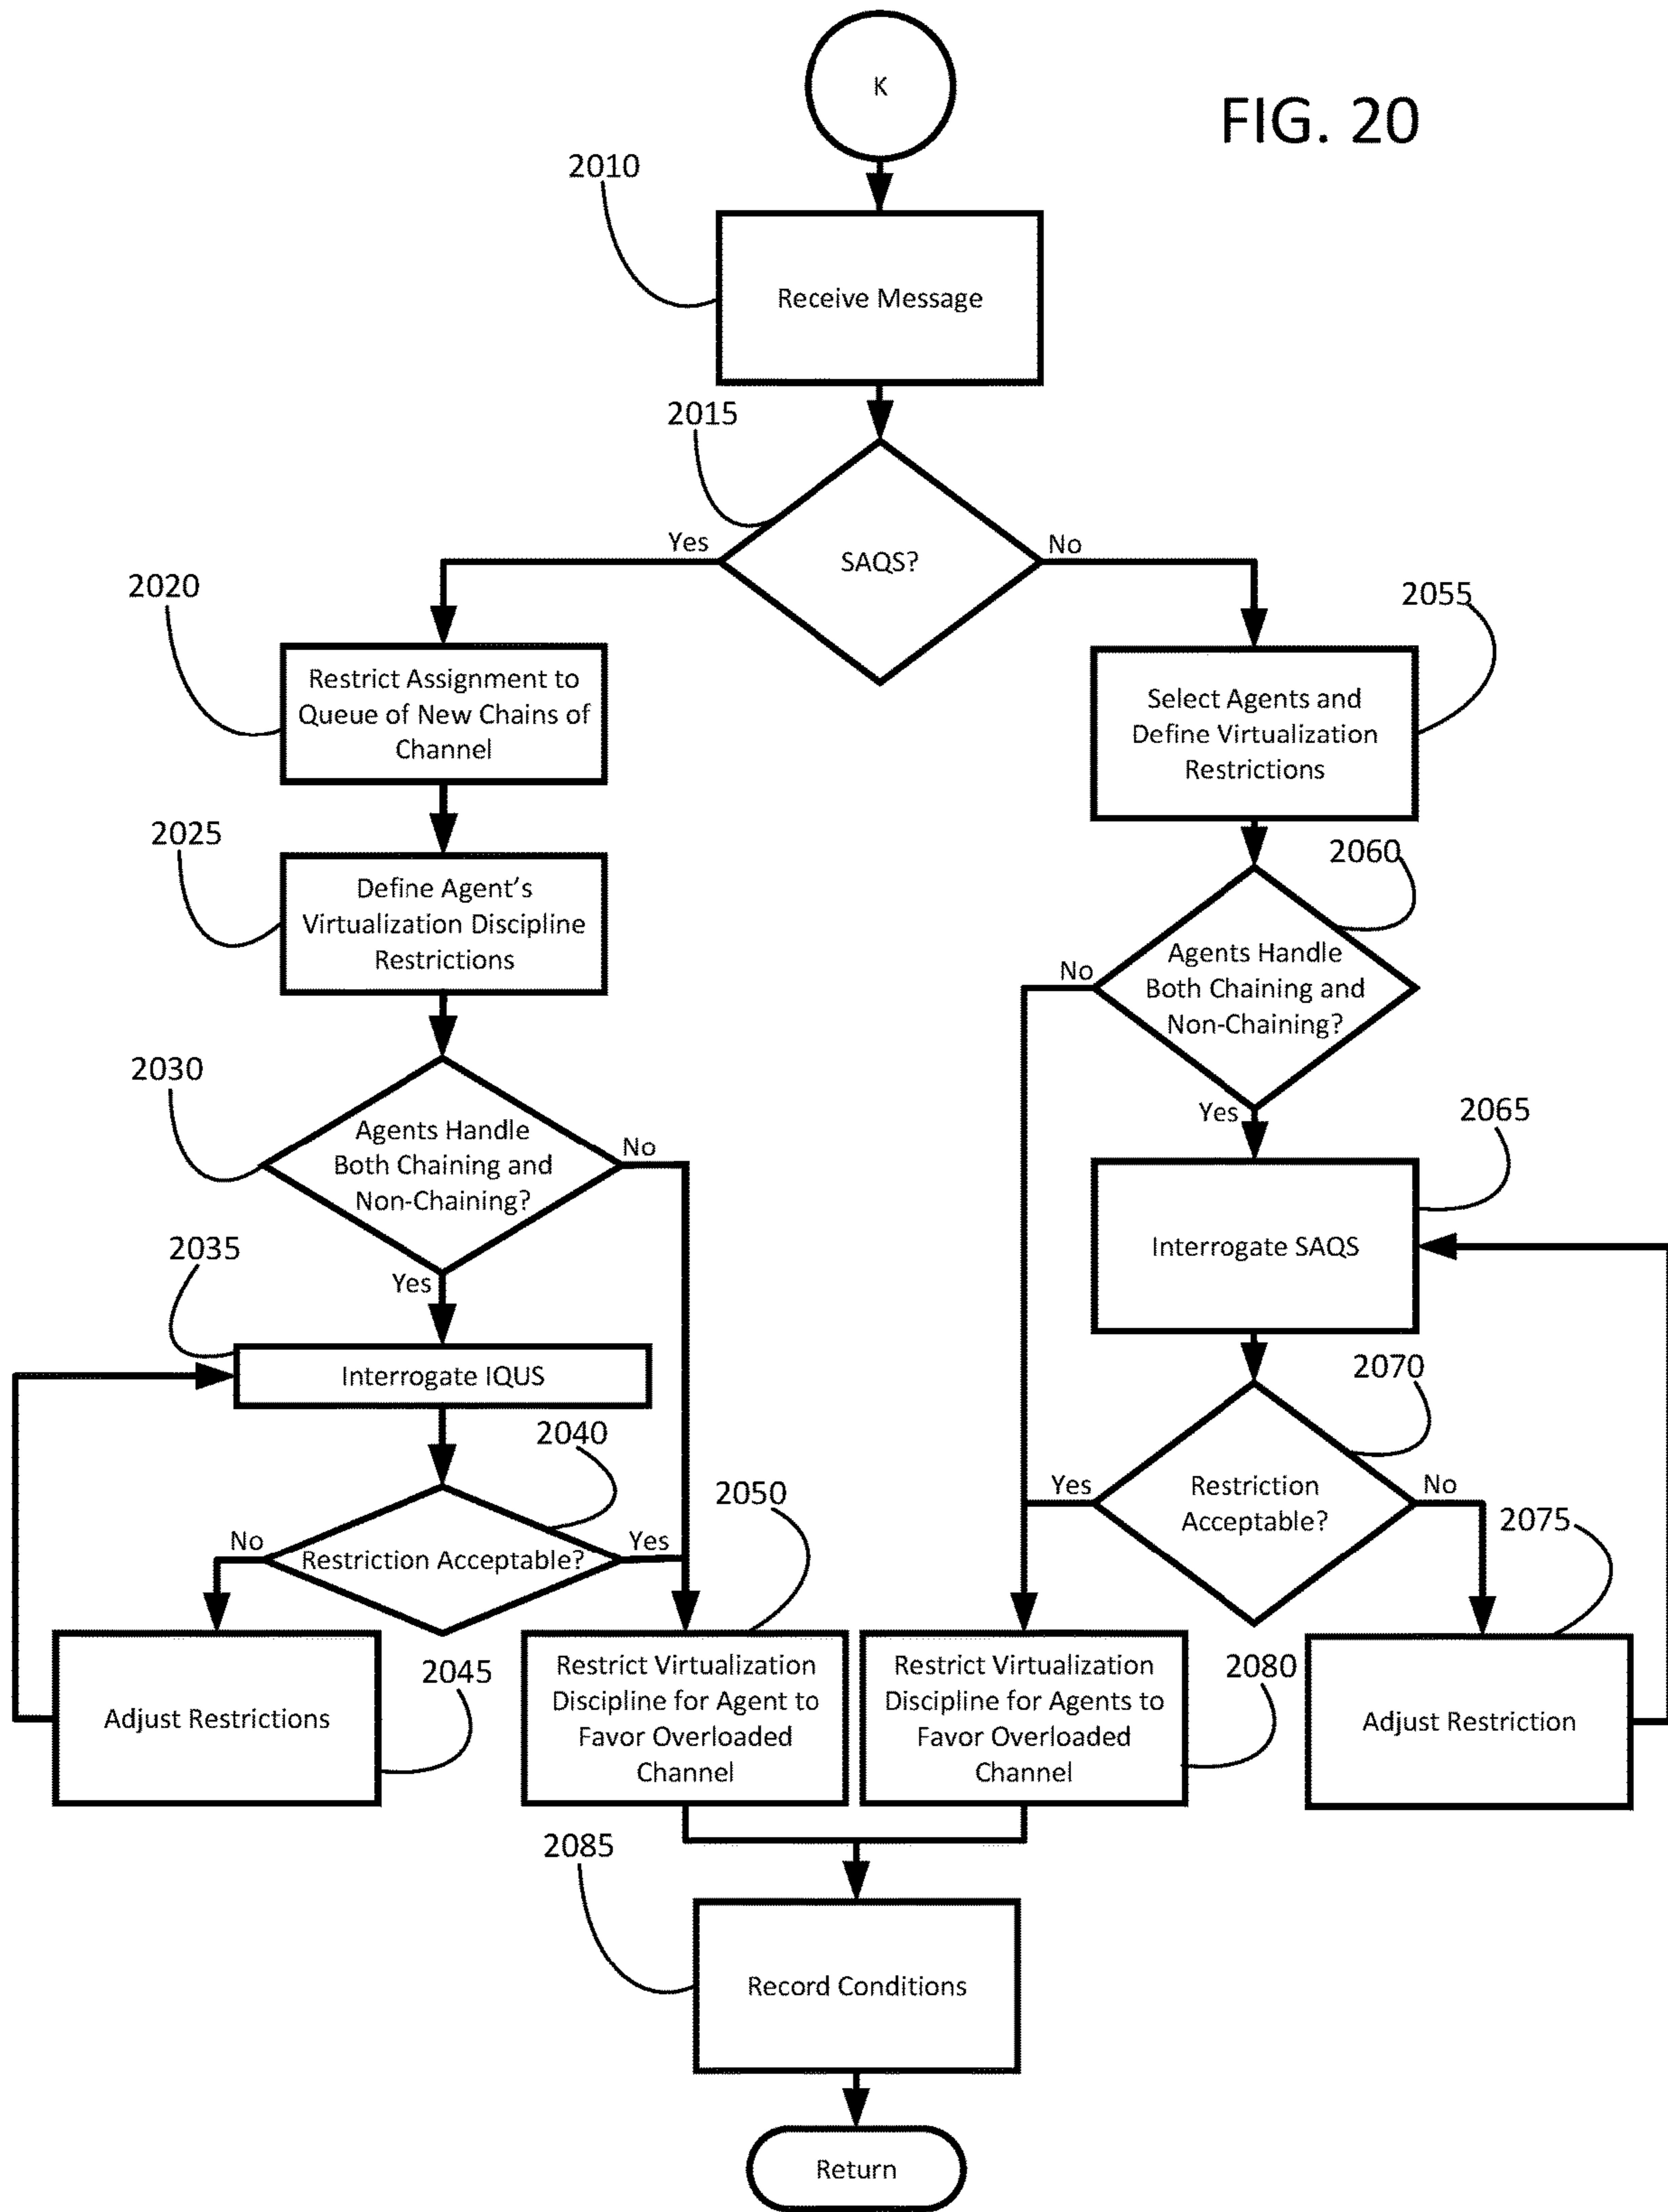 K
FIG. 20
2010
Receive Message
2015
Yes
SAQS?
No
2020
Restrict Assignment to
Queue of New Chains of
Channel
2055
Select Agents and
Define Virtualization
Restrictions
2025
Define Agent's
Virtualization Discipline
Restrictions
2060
Agents Handle
Both Chaining and
Non-Chaining?
No
Yes
2030
Agents Handle
Both Chaining and
Non-Chaining?
No
Yes
2065
Interrogate SAQS
2035
Interrogate IQUS
2040
No
Restriction Acceptable?
Yes
2070
Yes
Restriction
Acceptable?
No
2075
2050
Adjust Restrictions
2045
Restrict Virtualization
Discipline for Agent to
Favor Overloaded
Channel
Restrict Virtualization
Discipline for Agents to
Favor Overloaded
Channel
2080
Adjust Restriction
2085
Record Conditions
Return